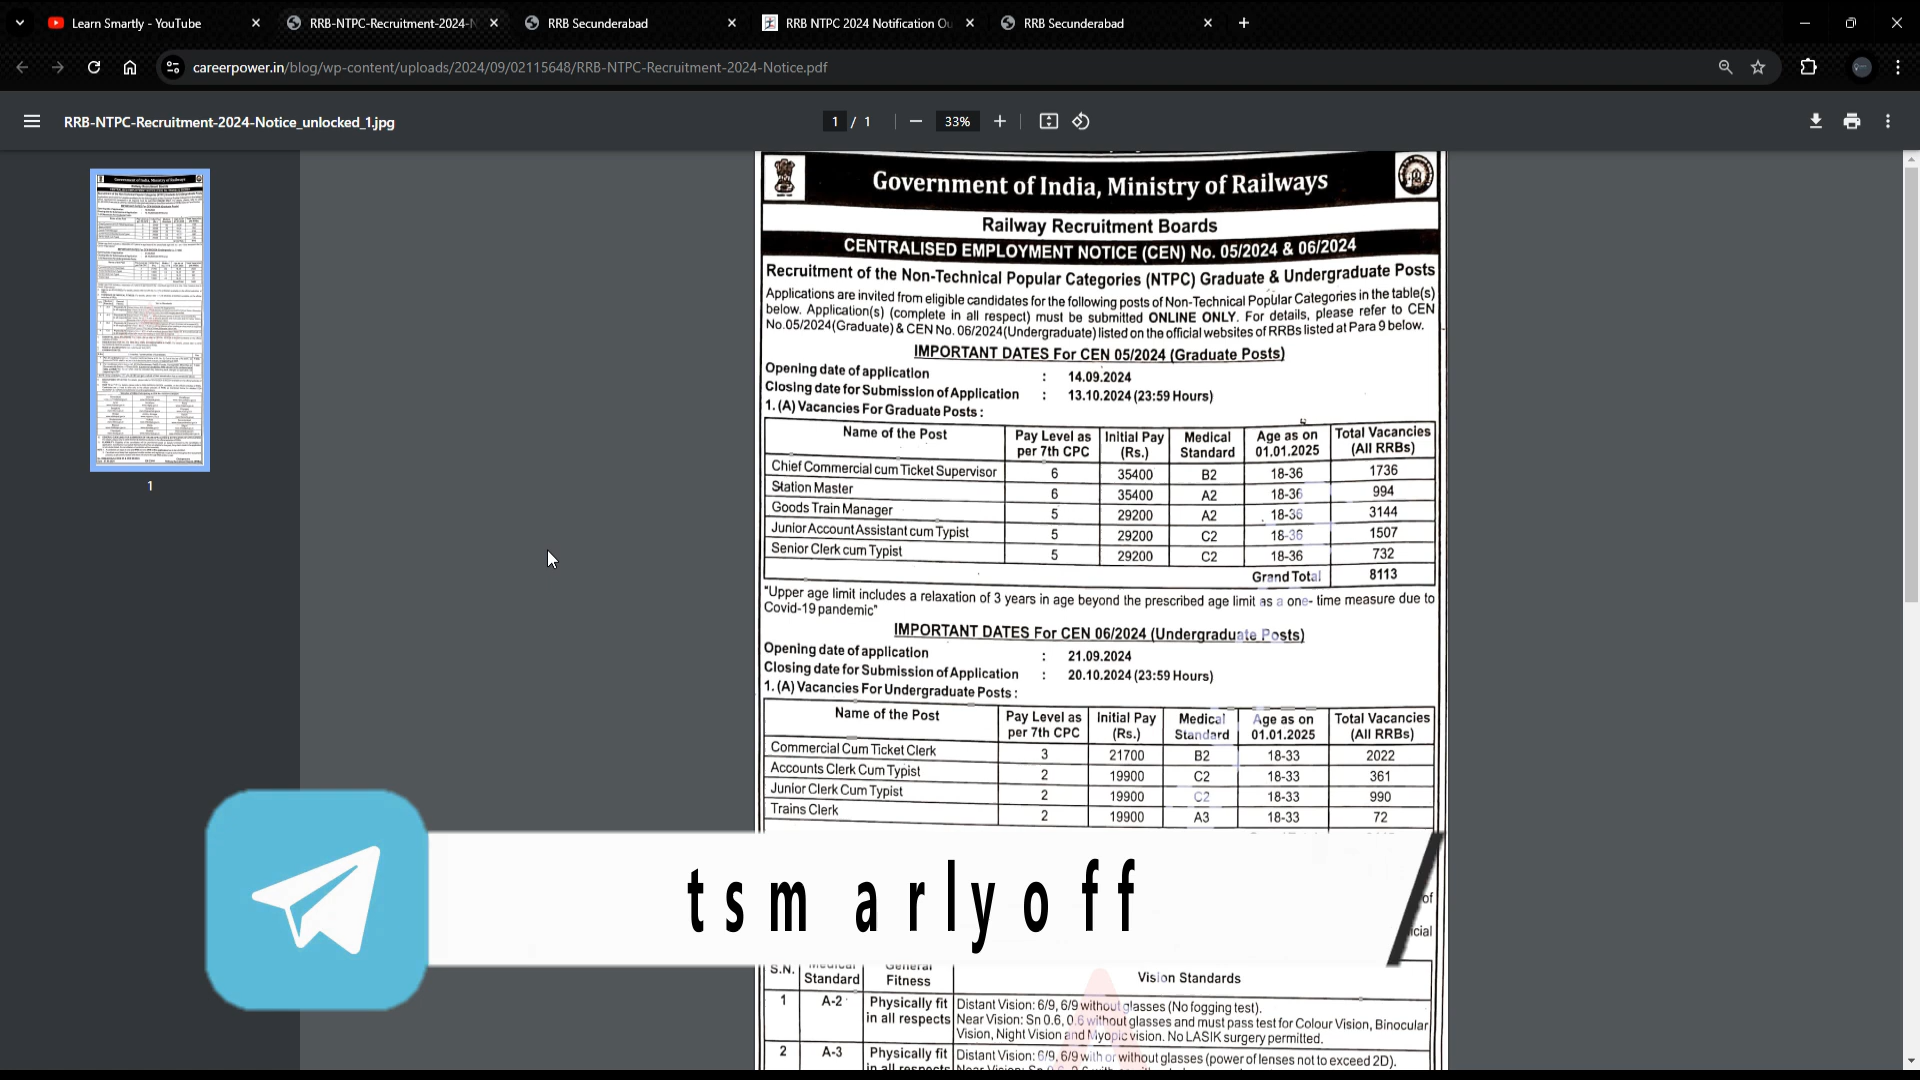 Learn Smartly - YouTube
RRB-NTPC-Recruitment-2024-N
RRB Secunderabad
RRB NTPC 2024 Notification Ou
RRB Secunderabad
careerpower.in/blog/wp-content/uploads/2024/09/02115648/RRB-NTPC-Recruitment-2024-Notice.pdf
RRB-NTPC-Recruitment-2024-Notice_unlocked_1.jpg
1 / 1
33%
1
Government of India, Ministry of Railways
Railway Recruitment Boards
CENTRALISED EMPLOYMENT NOTICE (CEN) No. 05/2024 & 06/2024
Recruitment of the Non-Technical Popular Categories (NTPC) Graduate & Undergraduate Posts
Applications are invited from eligible candidates for the following posts of Non-Technical Popular Categories in the table(s)
below. Application(s) (complete in all respect) must be submitted ONLINE ONLY. For details, please refer to CEN
No.05/2024(Graduate) & CEN No. 06/2024(Undergraduate) listed on the official websites of RRBs listed at Para 9 below.
IMPORTANT DATES For CEN 05/2024 (Graduate Posts)
Opening date of application : 14.09.2024
Closing date for Submission of Application : 13.10.2024 (23:59 Hours)
1. (A) Vacancies For Graduate Posts :
Name of the Post Pay Level as per 7th CPC Initial Pay (Rs.) Medical Standard Age as on 01.01.2025 Total Vacancies (All RRBs)
Chief Commercial cum Ticket Supervisor 6 35400 B2 18-36 1736
Station Master 6 35400 A2 18-36 994
Goods Train Manager 5 29200 A2 18-36 3144
Junior Account Assistant cum Typist 5 29200 C2 18-36 1507
Senior Clerk cum Typist 5 29200 C2 18-36 732
Grand Total 8113
"Upper age limit includes a relaxation of 3 years in age beyond the prescribed age limit as a one- time measure due to
Covid-19 pandemic"
IMPORTANT DATES For CEN 06/2024 (Undergraduate Posts)
Opening date of application : 21.09.2024
Closing date for Submission of Application : 20.10.2024 (23:59 Hours)
1. (A) Vacancies For Undergraduate Posts :
Name of the Post Pay Level as per 7th CPC Initial Pay (Rs.) Medical Standard Age as on 01.01.2025 Total Vacancies (All RRBs)
Commercial Cum Ticket Clerk 3 21700 B2 18-33 2022
Accounts Clerk Cum Typist 2 19900 C2 18-33 361
Junior Clerk Cum Typist 2 19900 C2 18-33 990
Trains Clerk 2 19900 A3 18-33 72
tsm arlyoff
of
icial
S.N. Medical Standard General Fitness Vision Standards
1 A-2 Physically fit in all respects Distant Vision: 6/9, 6/9 without glasses (No fogging test).
Near Vision: Sn 0.6, 0.6 without glasses and must pass test for Colour Vision, Binocular
Vision, Night Vision and Myopic vision. No LASIK surgery permitted.
2 A-3 Physically fit in all respects Distant Vision: 6/9, 6/9 with or without glasses (power of lenses not to exceed 2D).